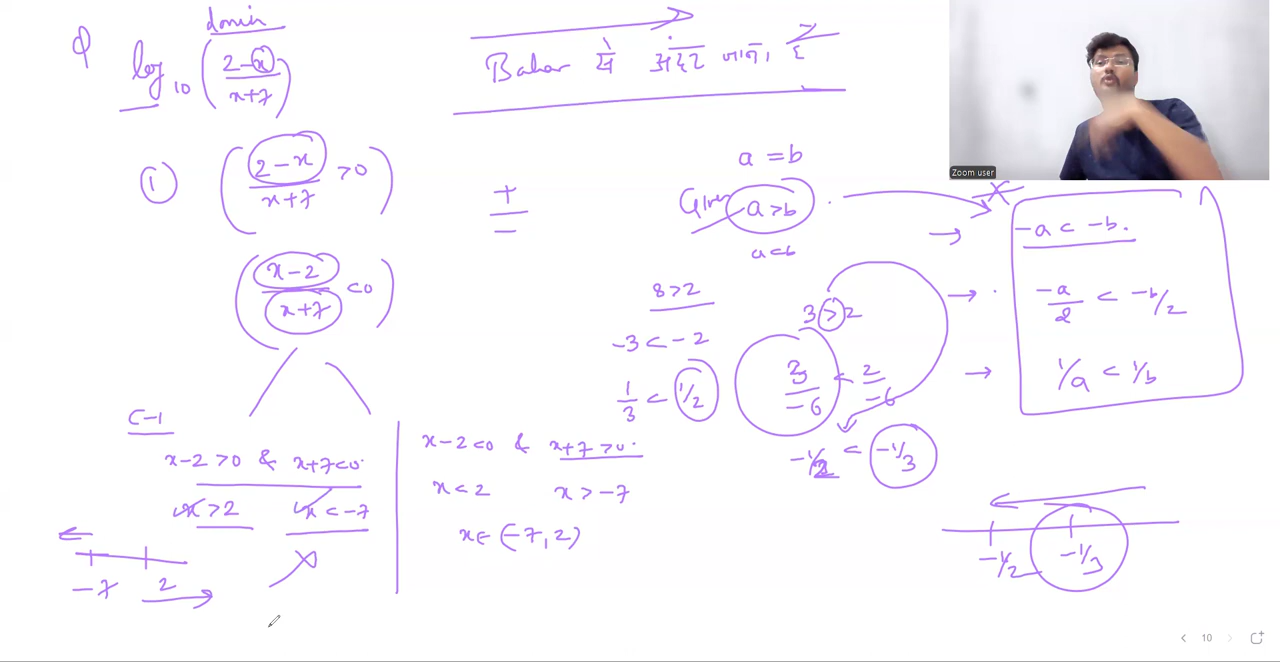 Q domin
log₁₀ ((2-x)/(x+7))
Bahar से अंदर जाना है
① ((2-x)/(x+7) >0)
((x-2)/(x+7) <0)
C-1
x-2>0 & x+7<0.
x>2 x<-7
-7 2
x-2<0 & x+7>0.
x<2 x>-7
x∈ (-7, 2)
+
a = b
Given a>b
a<b
8>2
-3 < -2
1/3 < 1/2
3 > 2
3/-6 < 2/-6
-1/2 < -1/3
→ -a < -b.
→ -a/2 < -b/2
→ 1/a < 1/b
-1/2 -1/3
Zoom user
10